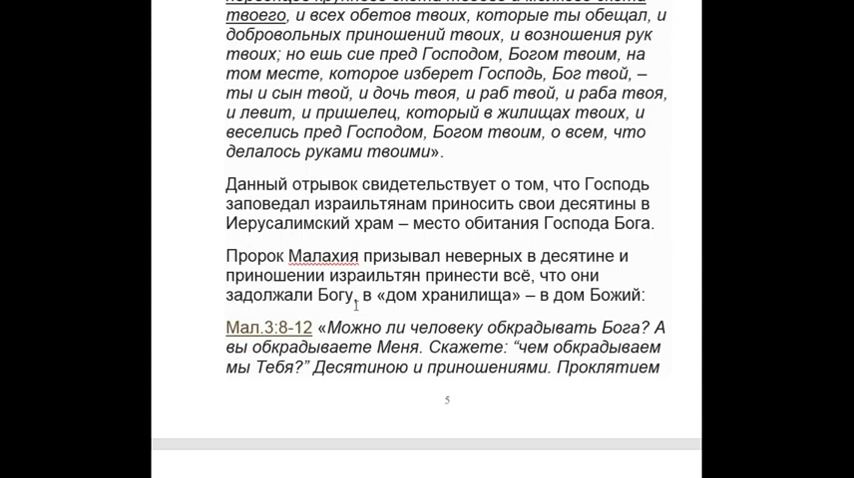 твоего, и всех обетов твоих, которые ты обещал, и
добровольных приношений твоих, и возношения рук
твоих; но ешь сие пред Господом, Богом твоим, на
том месте, которое изберет Господь, Бог твой, –
ты и сын твой, и дочь твоя, и раб твой, и раба твоя,
и левит, и пришелец, который в жилищах твоих, и
веселись пред Господом, Богом твоим, о всем, что
делалось руками твоими».
Данный отрывок свидетельствует о том, что Господь
заповедал израильтянам приносить свои десятины в
Иерусалимский храм – место обитания Господа Бога.
Пророк Малахия призывал неверных в десятине и
приношении израильтян принести всё, что они
задолжали Богу, в «дом хранилища» – в дом Божий:
Мал.3:8-12 «Можно ли человеку обкрадывать Бога? А
вы обкрадываете Меня. Скажете: “чем обкрадываем
мы Тебя?” Десятиною и приношениями. Проклятием
5